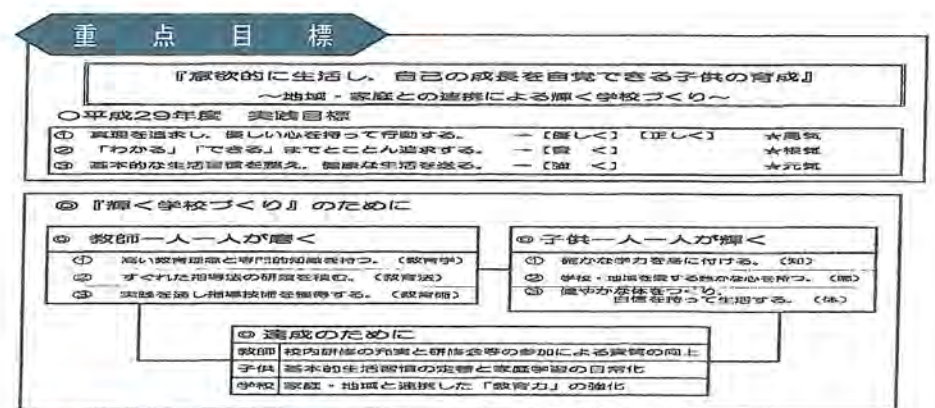 重点目標
『意欲的に生活し、自己の成長を自覚できる子供の育成』
～地域・家庭との連携による輝く学校づくり～
○平成29年度 実践目標
① 真理を追求し、優しい心を持って行動する。 → 【優しく】【正しく】 ★勇気
② 「わかる」「できる」までとことん追求する。 → 【賢 く】 ★根気
③ 基本的な生活習慣を整え、健康な生活を送る。 → 【強 く】 ★元気
◎『輝く学校づくり』のために
◎ 教師一人一人が磨く
① 高い教育理念と専門的知識を持つ。（教育学）
② すぐれた指導法の研鑽を積む。（教育法）
③ 実践を通し指導技術を獲得する。（教育術）
◎子供一人一人が輝く
① 確かな学力を身に付ける。（知）
② 学校・地域を愛する豊かな心を持つ。（徳）
③ 健やかな体をつくり、
自信を持って生活する。（体）
◎ 達成のために
教師 校内研修の充実と研修会等の参加による資質の向上
子供 基本的生活習慣の定着と家庭学習の日常化
学校 家庭・地域と連携した「教育力」の強化